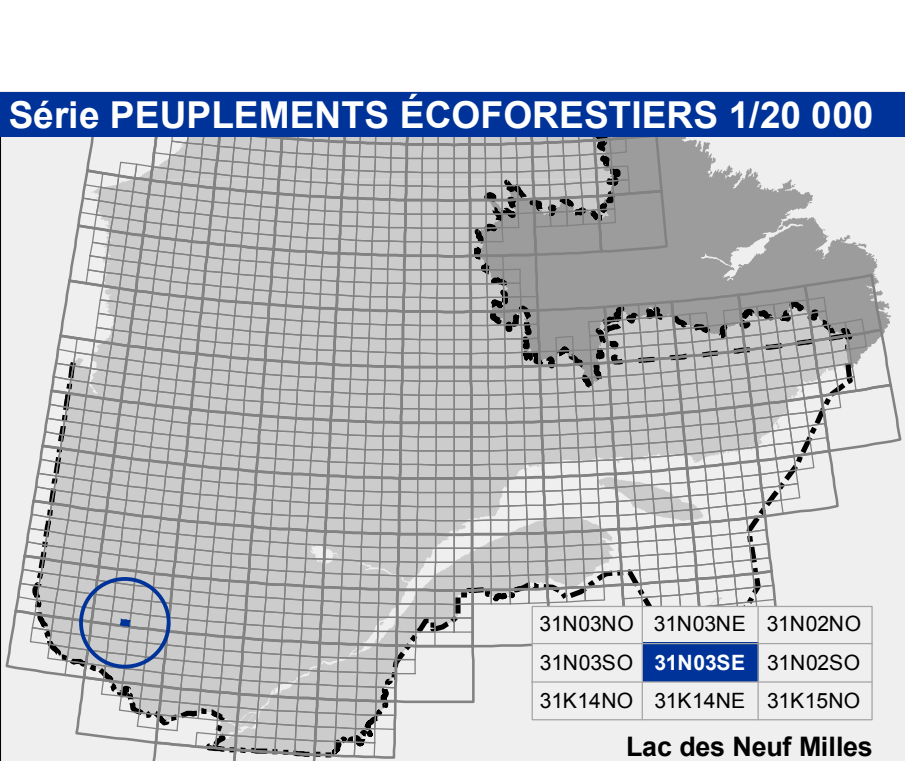 Série PEUPLEMENTS ÉCOFORESTIERS 1/20 000
31N03NO 31N03NE 31N02NO
31N03SO 31N03SE 31N02SO
31K14NO 31K14NE 31K15NO
Lac des Neuf Milles